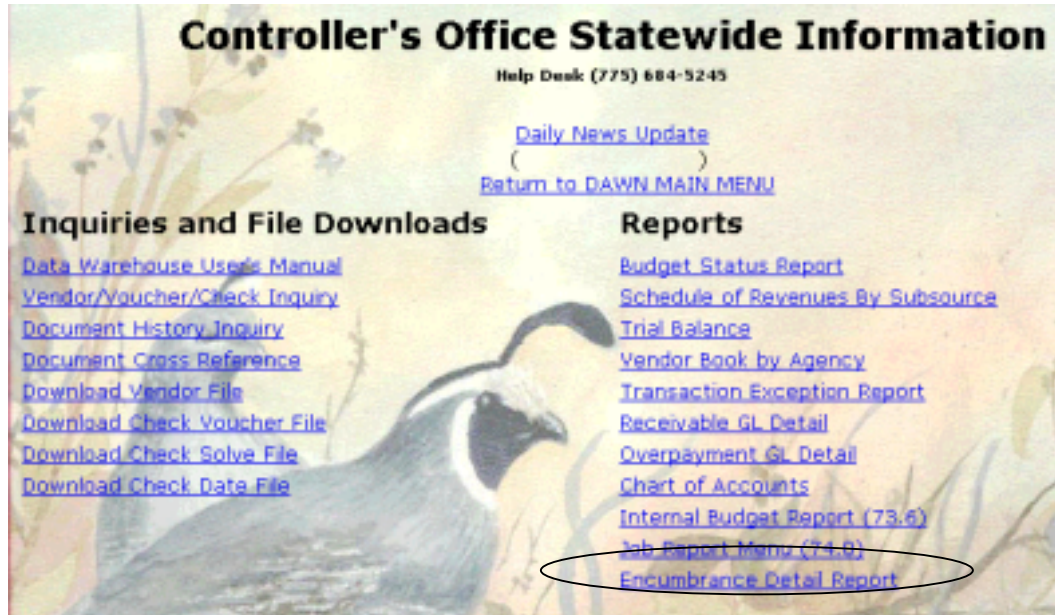 Controller's Office Statewide Information
Help Desk (775) 684-5245
Daily News Update
( )
Return to DAWN MAIN MENU
Inquiries and File Downloads
Data Warehouse User's Manual
Vendor/Voucher/Check Inquiry
Document History Inquiry
Document Cross Reference
Download Vendor File
Download Check Voucher File
Download Check Solve File
Download Check Date File
Reports
Budget Status Report
Schedule of Revenues By Subsource
Trial Balance
Vendor Book by Agency
Transaction Exception Report
Receivable GL Detail
Overpayment GL Detail
Chart of Accounts
Internal Budget Report (73.6)
Job Report Menu (74.0)
Encumbrance Detail Report